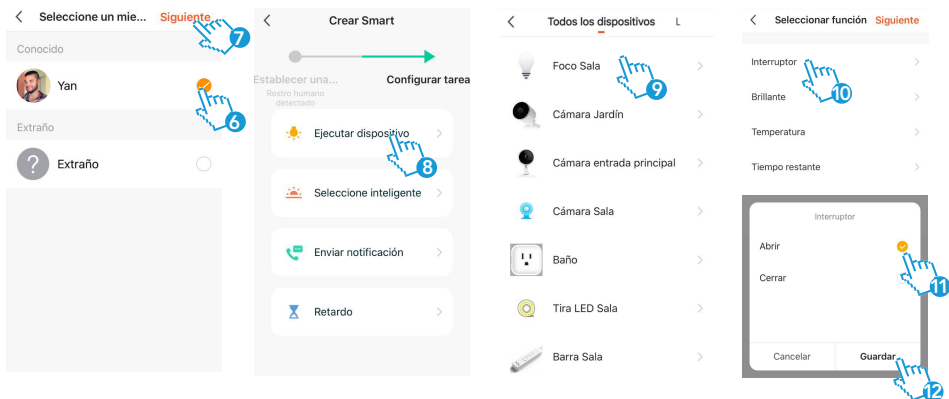 Seleccione un mie...
Siguiente
7
Conocido
Yan
6
Extraño
?
Extraño
Crear Smart
Establecer una...
Configurar tarea
Rostro humano
detectado
Ejecutar dispositivo
8
Seleccione inteligente
Enviar notificación
Retardo
Todos los dispositivos
L
Foco Sala
9
Cámara Jardín
Cámara entrada principal
Cámara Sala
Baño
Tira LED Sala
Barra Sala
Seleccionar función
Siguiente
Interruptor
10
Brillante
Temperatura
Tiempo restante
Interruptor
Abrir
11
Cerrar
Cancelar
Guardar
12